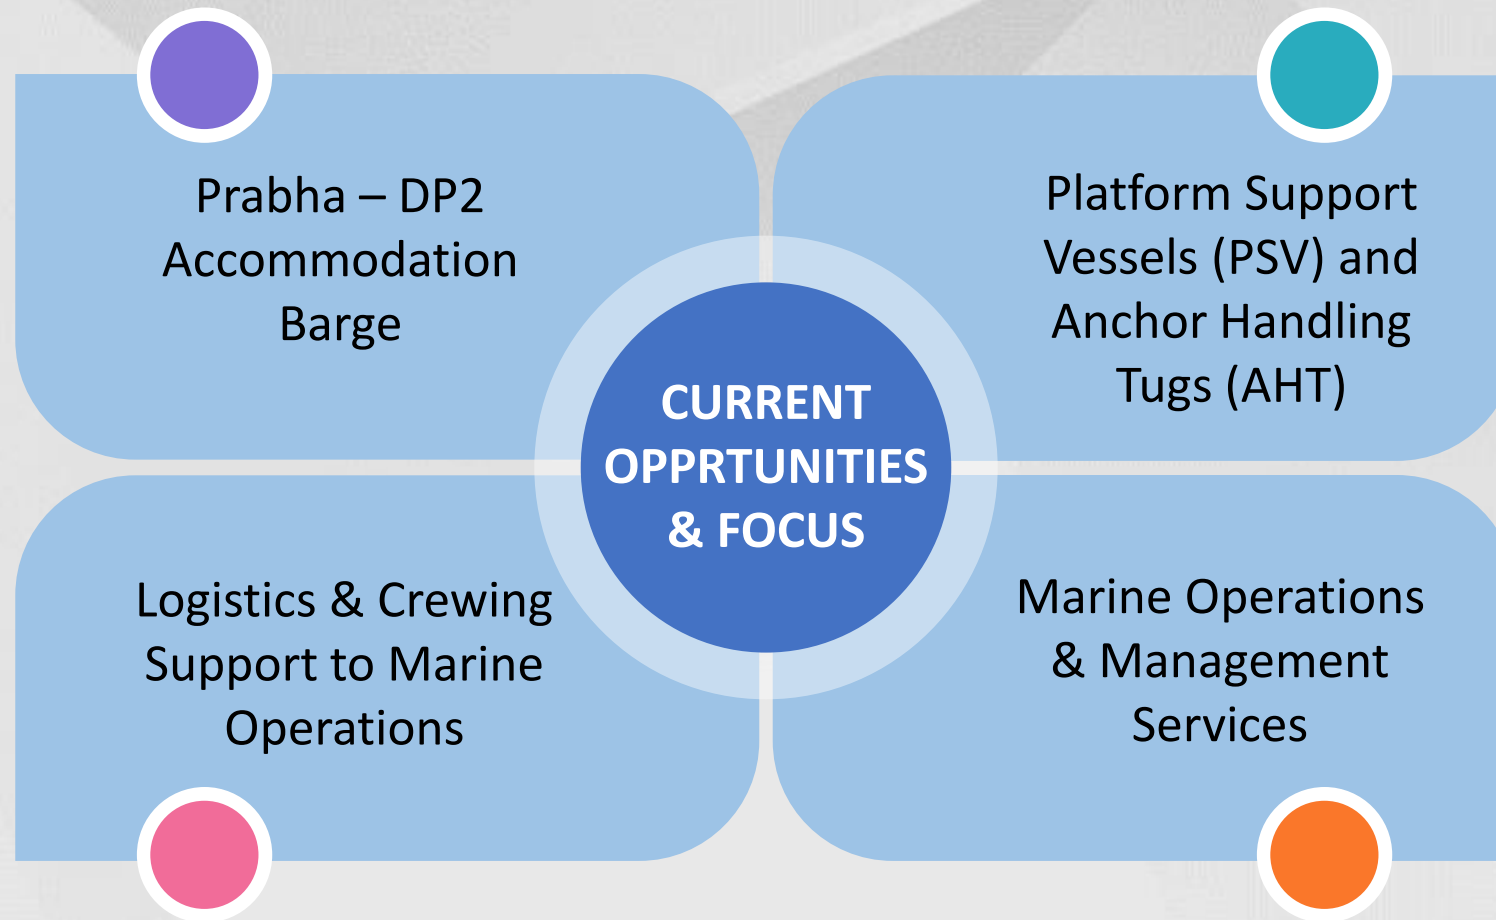 Prabha – DP2
Accommodation
Barge
Platform Support
Vessels (PSV) and
Anchor Handling
Tugs (AHT)
CURRENT
OPPRTUNITIES
& FOCUS
Logistics & Crewing
Support to Marine
Operations
Marine Operations
& Management
Services